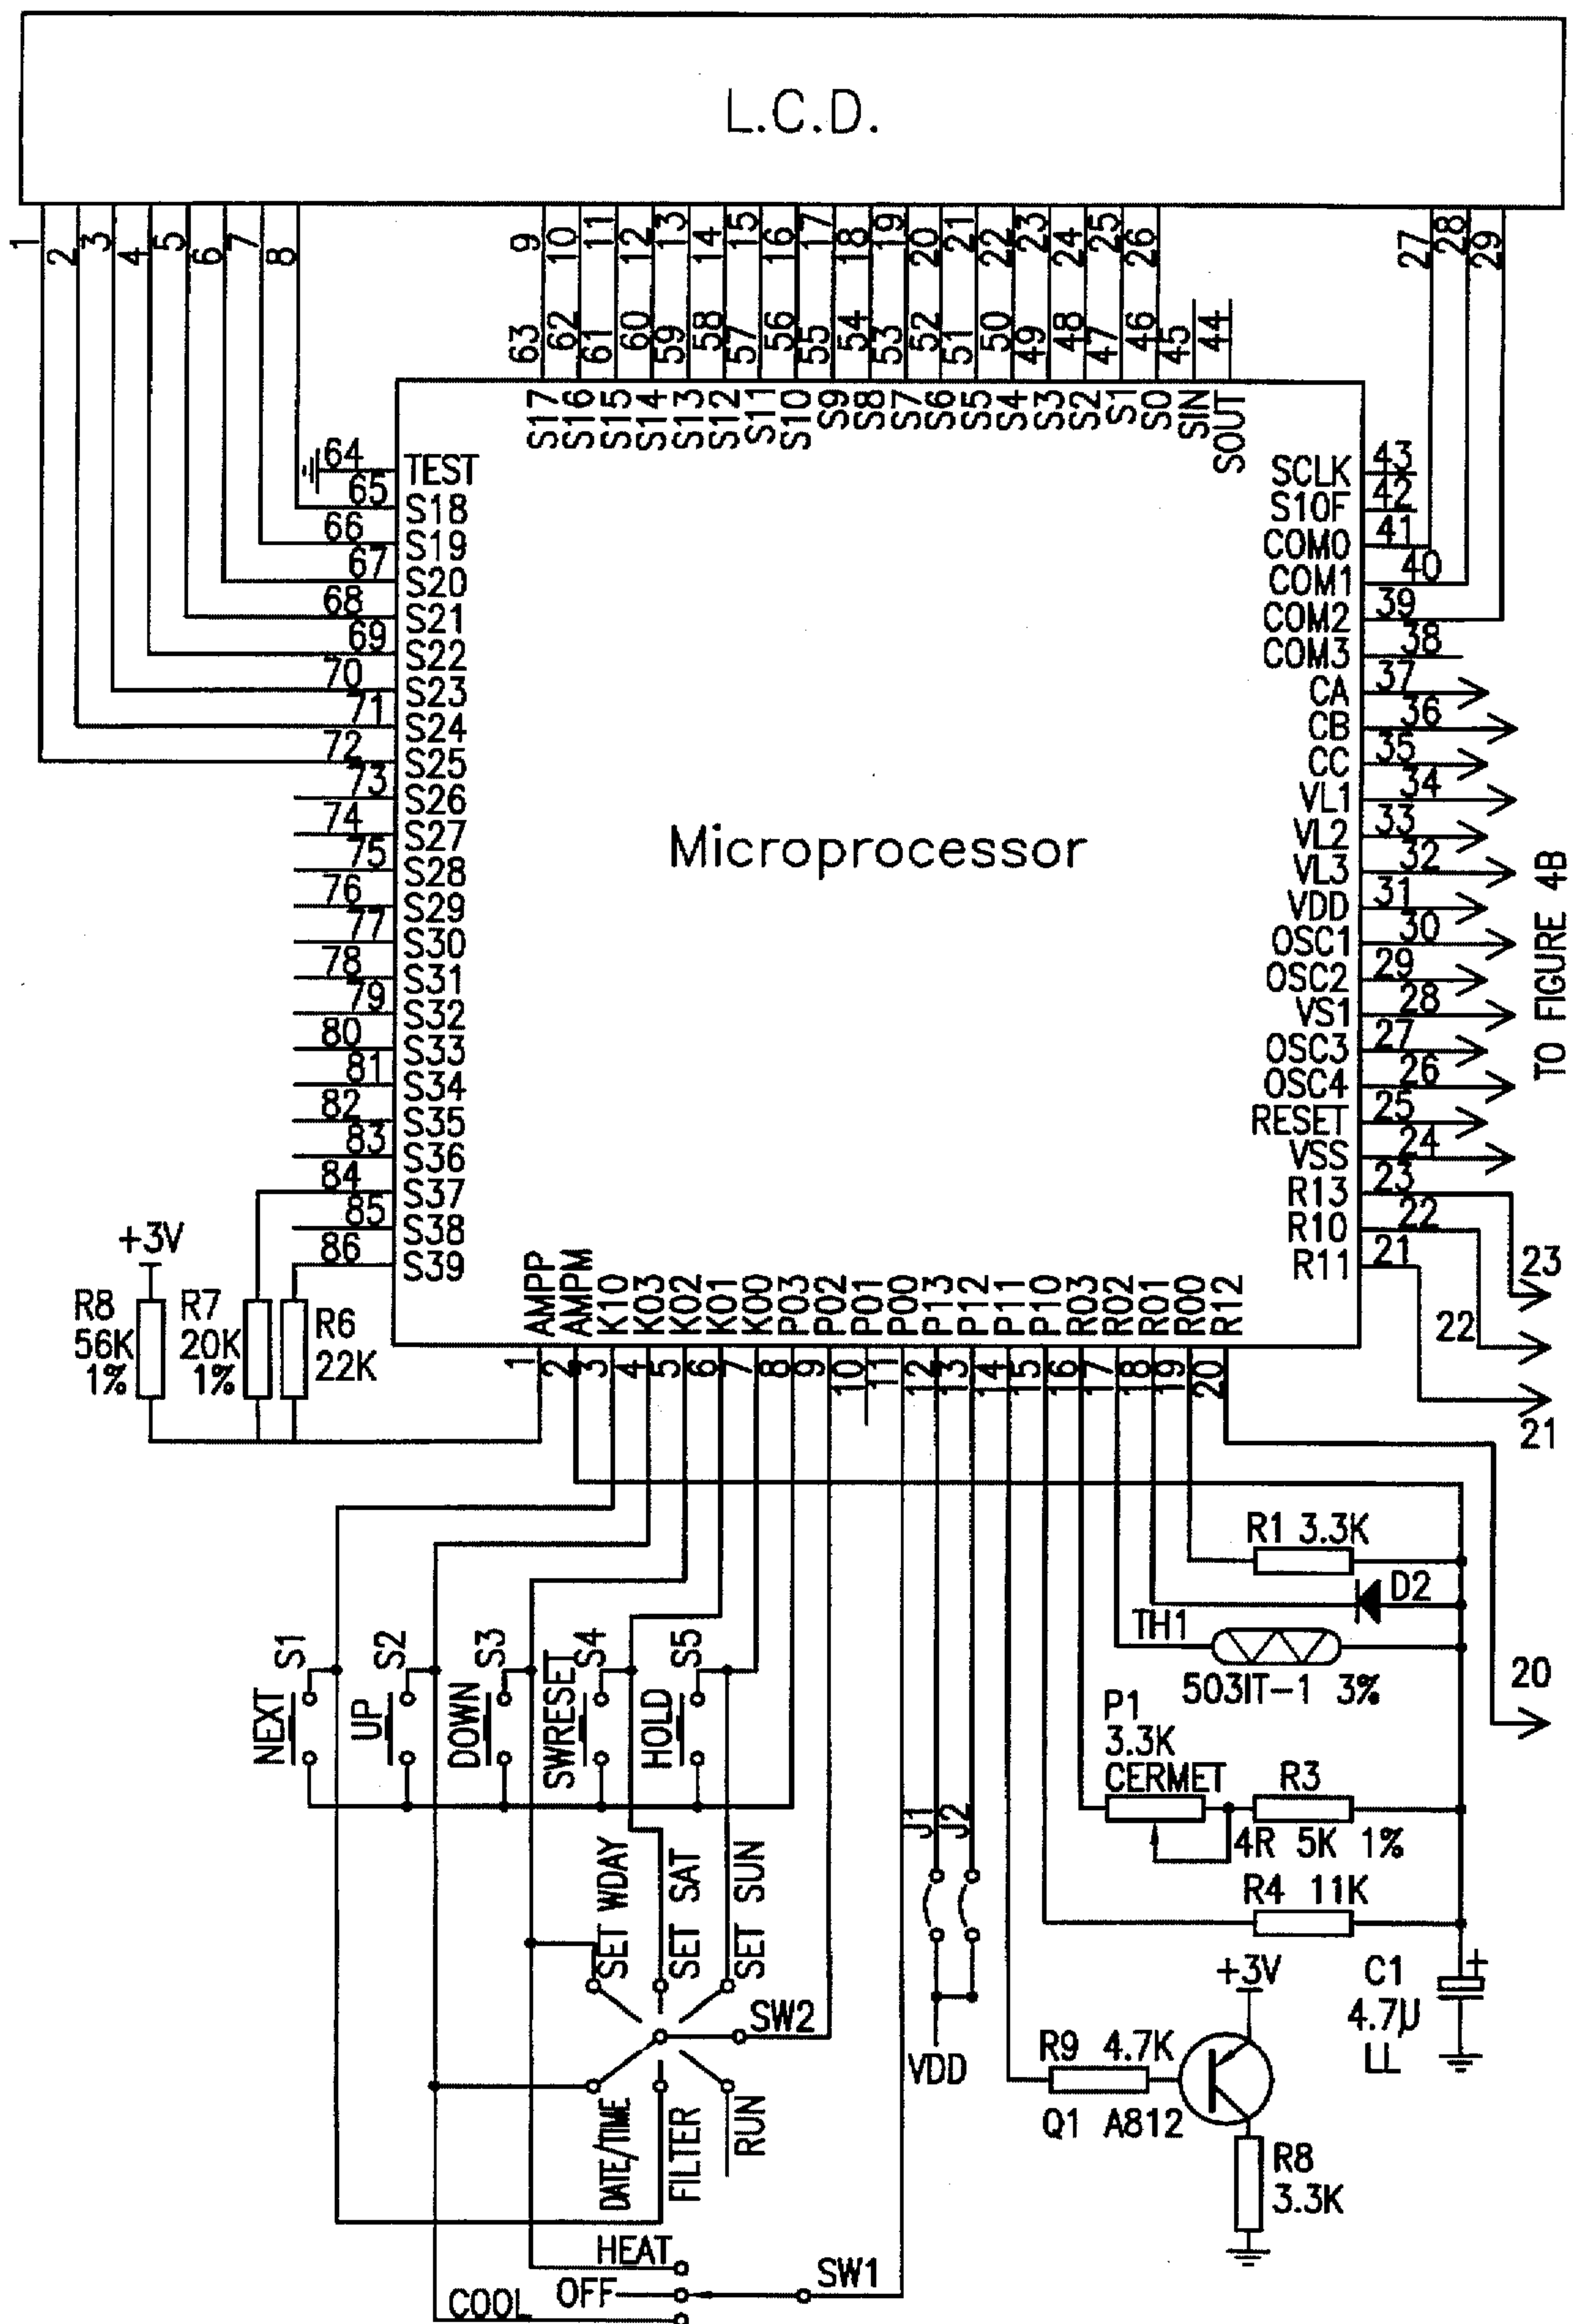 L.C.D.
1 2 3 4 5 6 7 8
9 10 11 12 13 14 15 16 17 18 19 20 21 22 23 24 25 26
27 28 29
63 62 61 60 59 58 57 56 55 54 53 52 51 50 49 48 47 46 45 44
S17 S16 S15 S14 S13 S12 S11 S10 S9 S8 S7 S6 S5 S4 S3 S2 S1 S0 SIN SOUT
64 TEST
65 S18
66 S19
67 S20
68 S21
69 S22
70 S23
71 S24
72 S25
73 S26
74 S27
75 S28
76 S29
77 S30
78 S31
79 S32
80 S33
81 S34
82 S35
83 S36
84 S37
85 S38
86 S39
Microprocessor
SCLK 43
S10F 42
COM0 41
COM1 40
COM2 39
COM3 38
CA 37
CB 36
CC 35
VL1 34
VL2 33
VL3 32
VDD 31
OSC1 30
OSC2 29
VS1 28
OSC3 27
OSC4 26
RESET 25
VSS 24
R13 23
R10 22
R11 21
TO FIGURE 4B
23
22
21
+3V
R8
56K
1%
R7
20K
1%
R6
22K
AMPP AMPM K10 K03 K02 K01 K00 P03 P02 P01 P00 P13 P12 P11 P10 R03 R02 R01 R00 R12
1 2 3 4 5 6 7 8 9 10 11 12 13 14 15 16 17 18 19 20
R1 3.3K
D2
TH1
503IT-1 3%
20
P1
3.3K
CERMET
R3
4R 5K 1%
R4 11K
NEXT S1
UP S2
DOWN S3
SWRESET S4
HOLD S5
J1 J2
VDD
SET WDAY
SET SAT
SET SUN
SW2
DATE/TIME
FILTER
RUN
+3V
C1
4.7µ
LL
+
R9 4.7K
Q1 A812
R8
3.3K
HEAT
OFF
COOL
SW1